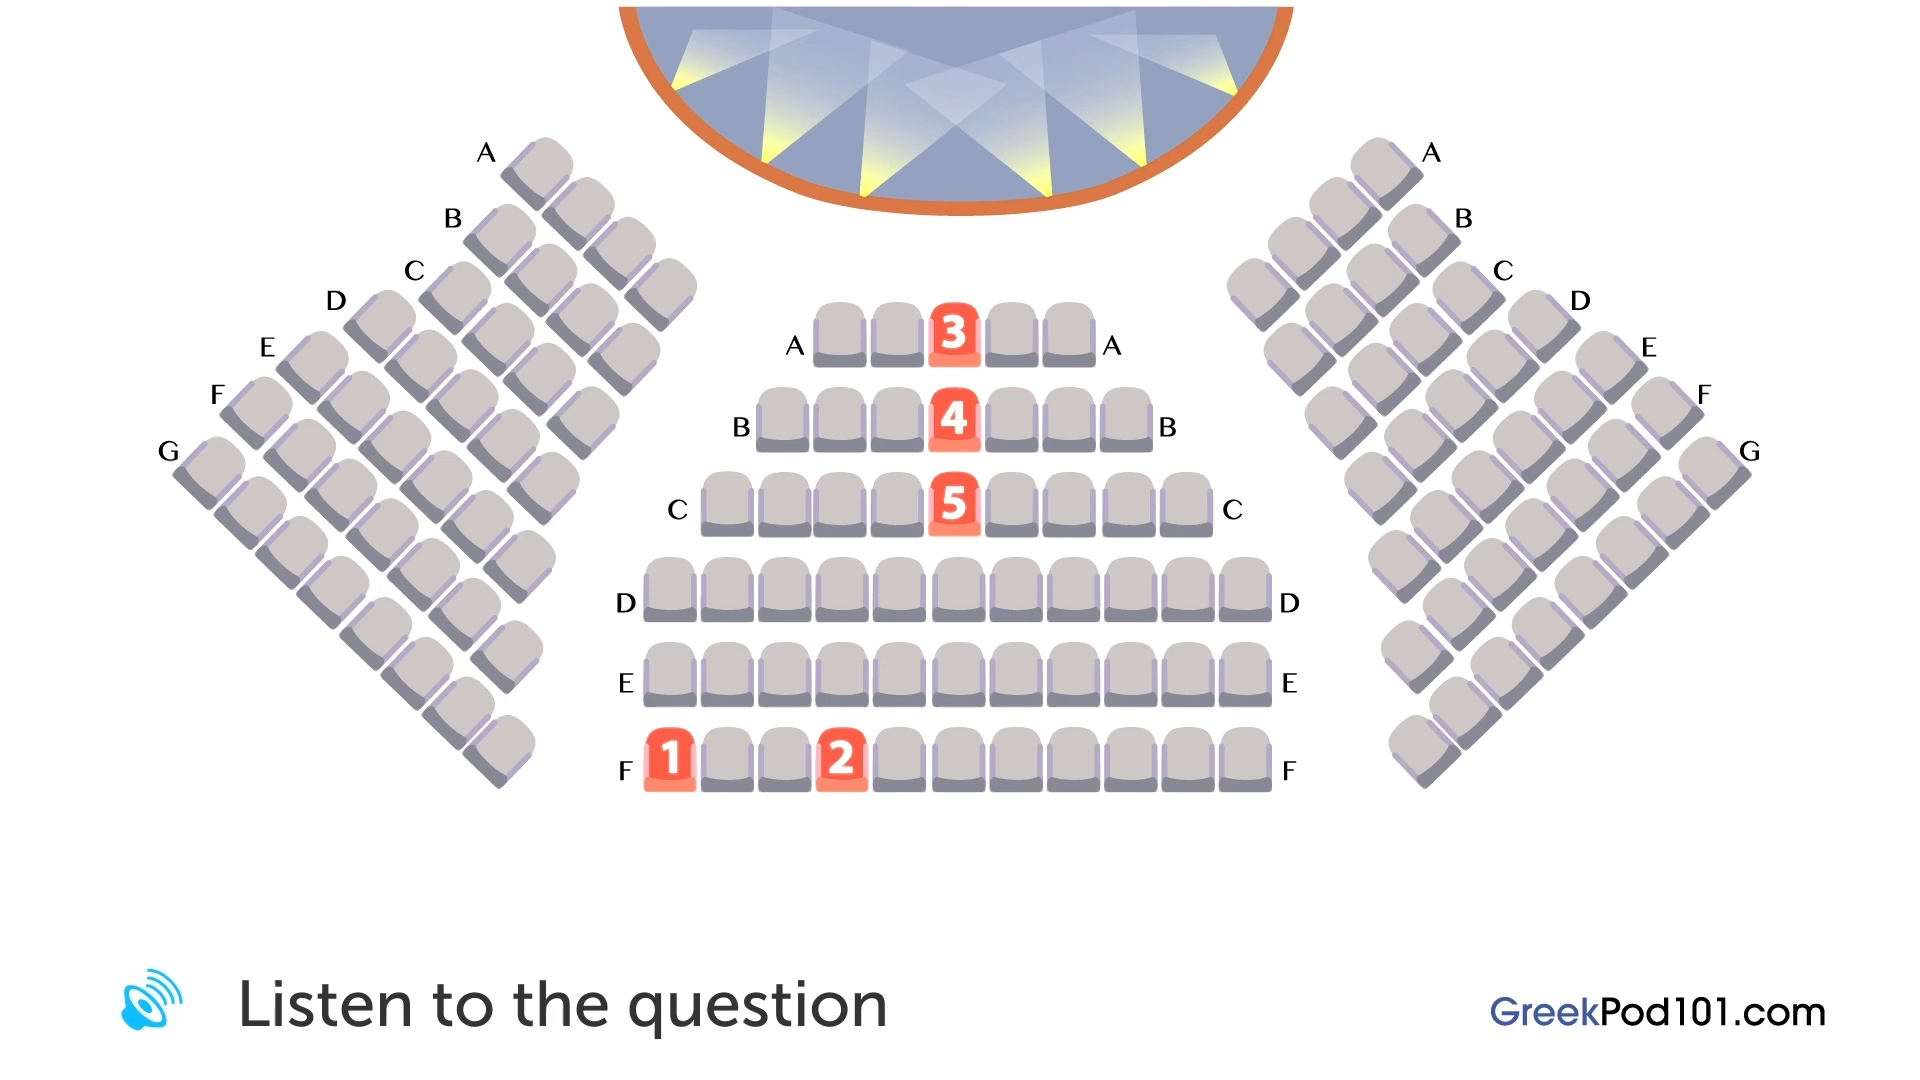 A
A
B
B
C
C
D
D
E
E
F
F
G
G
A 3 A
B 4 B
C 5 C
D D
E E
F 1 2 F
Listen to the question
GreekPod101.com